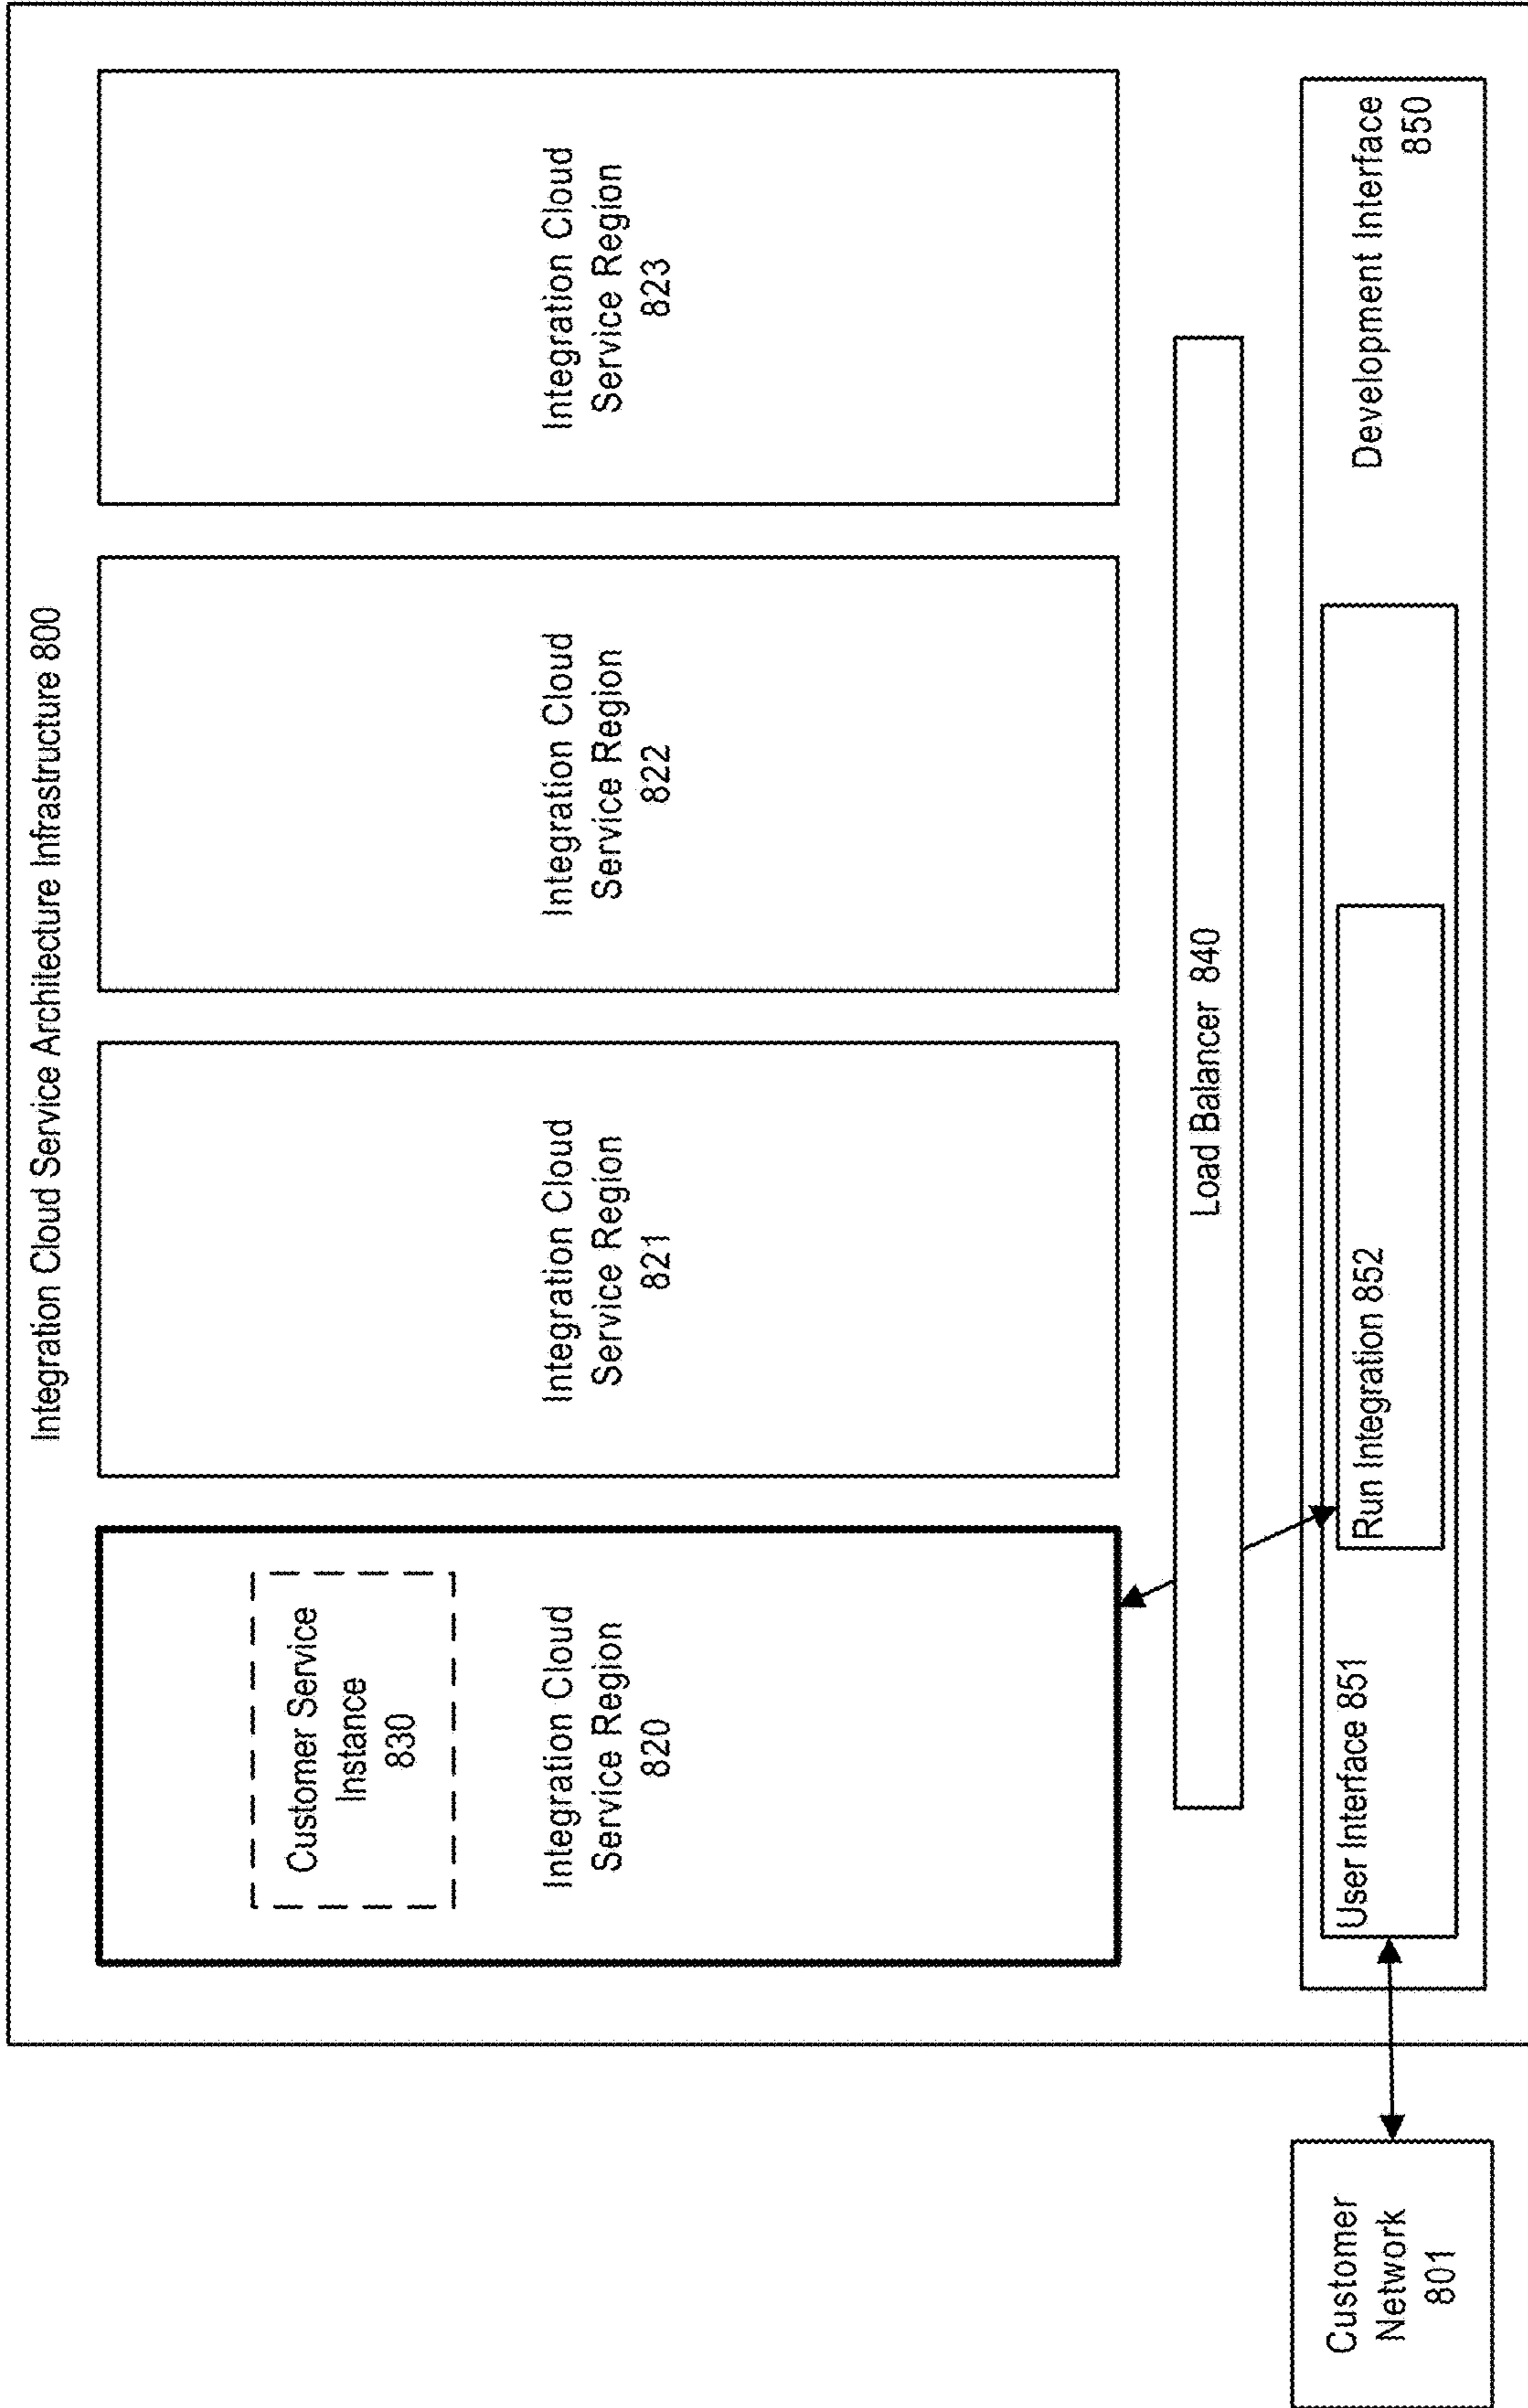 Integration Cloud Service Architecture Infrastructure 800
Customer Service
Instance
830
Integration Cloud
Service Region
820
Integration Cloud
Service Region
821
Integration Cloud
Service Region
822
Integration Cloud
Service Region
823
Load Balancer 840
User Interface 851
Run Integration 852
Development Interface
850
Customer
Network
801